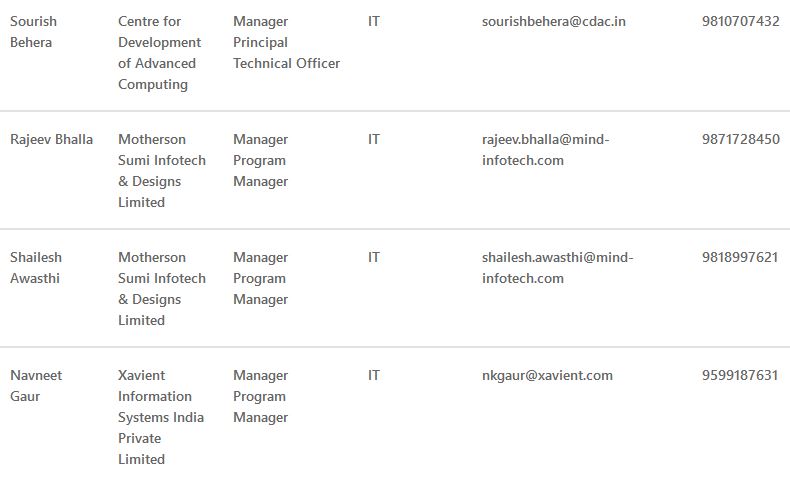 Sourish Centre for Manager IT sourishbehera@cdac.in 9810707432
Behera Development Principal
of Advanced Technical Officer
Computing
Rajeev Bhalla Motherson Manager IT rajeev.bhalla@mind- 9871728450
Sumi Infotech Program infotech.com
& Designs Manager
Limited
Shailesh Motherson Manager IT shailesh.awasthi@mind- 9818997621
Awasthi Sumi Infotech Program infotech.com
& Designs Manager
Limited
Navneet Xavient Manager IT nkgaur@xavient.com 9599187631
Gaur Information Program
Systems India Manager
Private
Limited